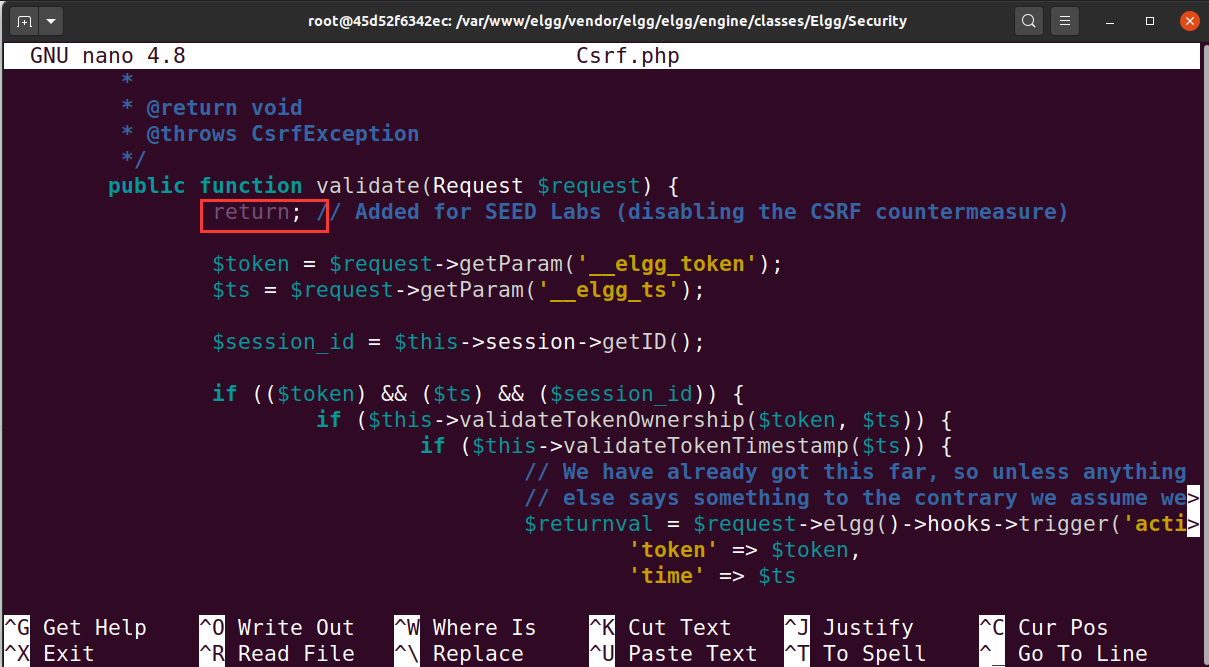 root@45d52f6342ec: /var/www/elgg/vendor/elgg/elgg/engine/classes/Elgg/Security
GNU nano 4.8 Csrf.php
*
* @return void
* @throws CsrfException
*/
public function validate(Request $request) {
return; // Added for SEED Labs (disabling the CSRF countermeasure)
$token = $request->getParam('__elgg_token');
$ts = $request->getParam('__elgg_ts');
$session_id = $this->session->getID();
if (($token) && ($ts) && ($session_id)) {
if ($this->validateTokenOwnership($token, $ts)) {
if ($this->validateTokenTimestamp($ts)) {
// We have already got this far, so unless anything
// else says something to the contrary we assume we>
$returnval = $request->elgg()->hooks->trigger('acti>
'token' => $token,
'time' => $ts
^G Get Help ^O Write Out ^W Where Is ^K Cut Text ^J Justify ^C Cur Pos
^X Exit ^R Read File ^\ Replace ^U Paste Text ^T To Spell ^_ Go To Line